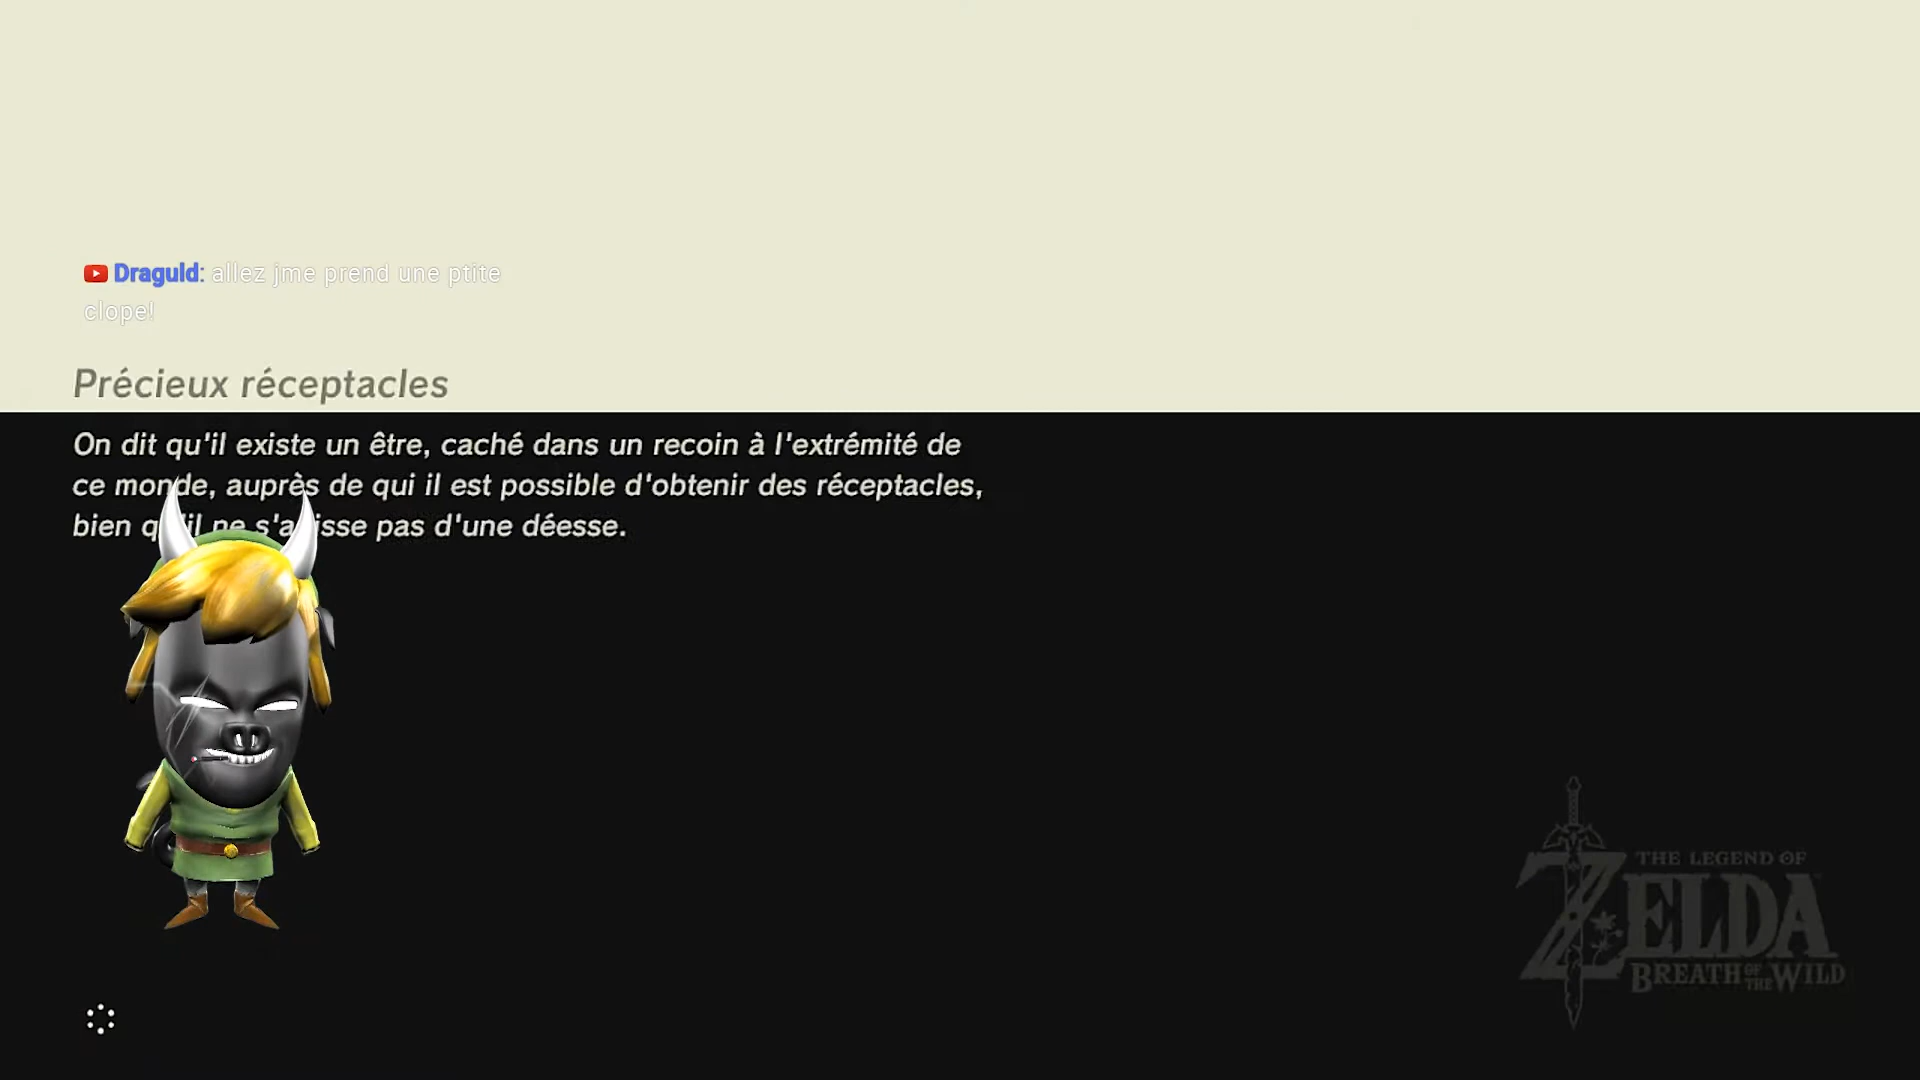 Draguld: allez jme prend une ptite
clope!
Précieux réceptacles
On dit qu'il existe un être, caché dans un recoin à l'extrémité de
ce monde, auprès de qui il est possible d'obtenir des réceptacles,
bien qu'il ne s'agisse pas d'une déesse.
THE LEGEND OF
ZELDA
BREATH OF THE WILD